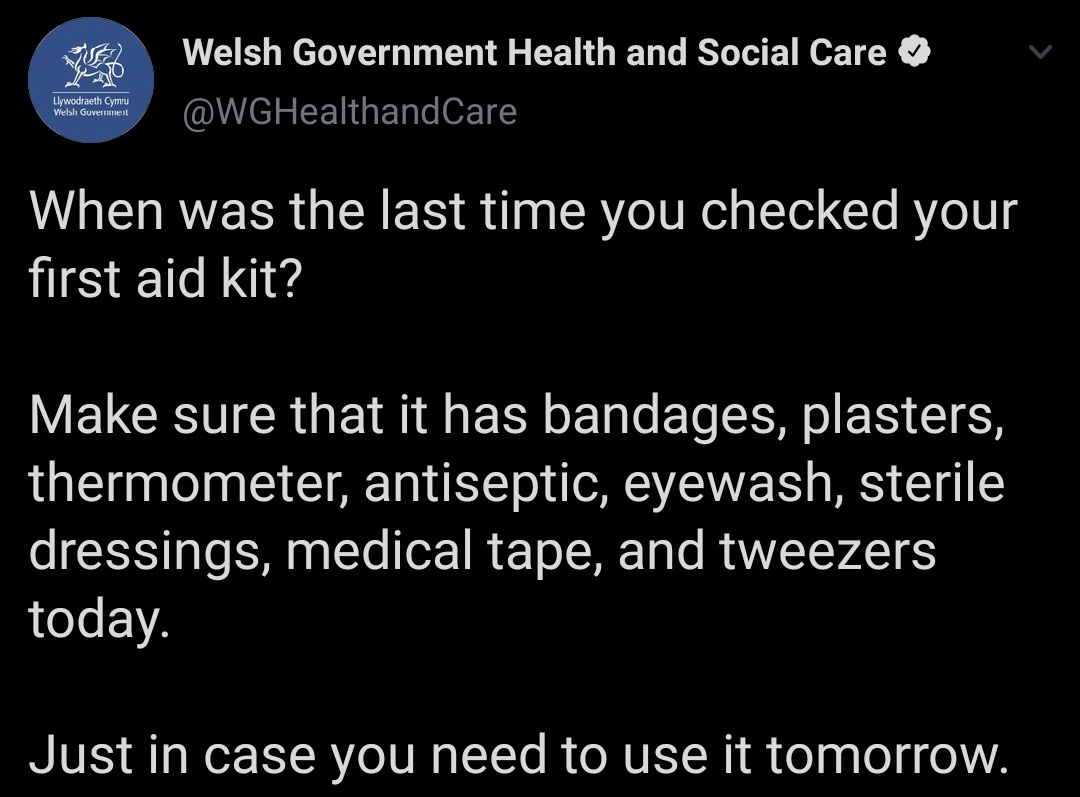 Llywodraeth Cymru
Welsh Government
Welsh Government Health and Social Care
@WGHealthandCare
When was the last time you checked your
first aid kit?
Make sure that it has bandages, plasters,
thermometer, antiseptic, eyewash, sterile
dressings, medical tape, and tweezers
today.
Just in case you need to use it tomorrow.